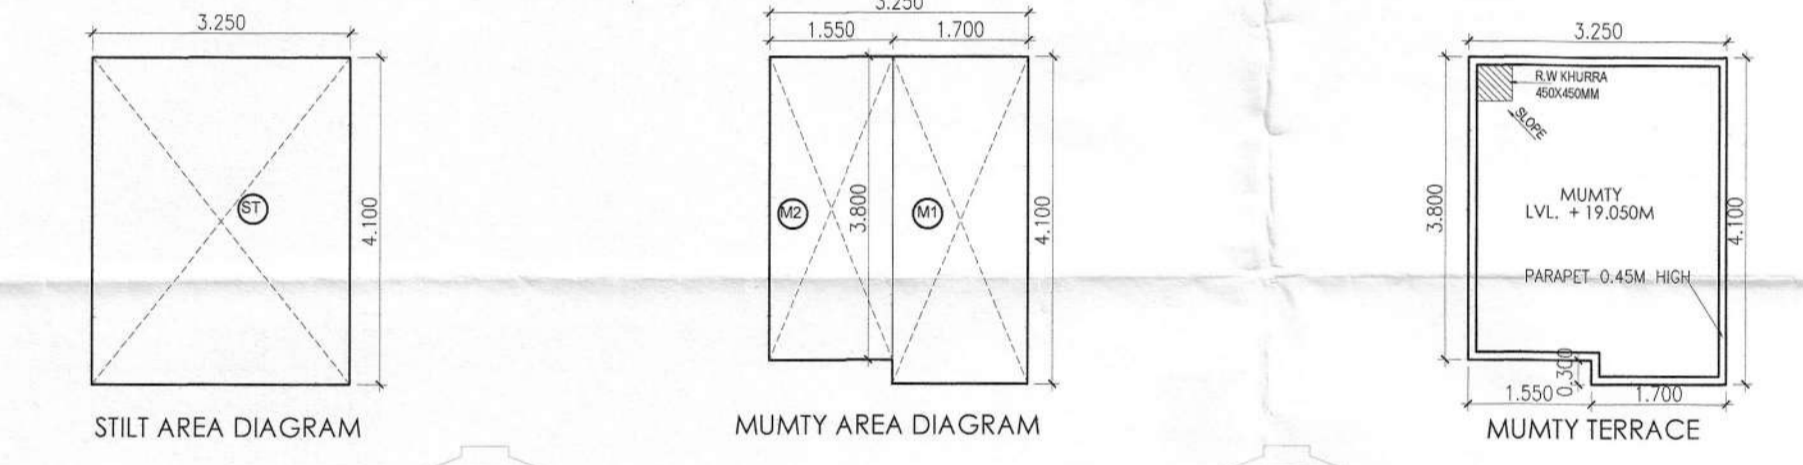 3.250
ST
4.100
STILT AREA DIAGRAM
3.250
1.550 1.700
M2
3.800
M1
4.100
MUMTY AREA DIAGRAM
3.250
R.W KHURRA
450X450MM
SLOPE
3.800
MUMTY
LVL. + 19.050M
4.100
PARAPET 0.45M HIGH
0.300
1.550 1.700
MUMTY TERRACE